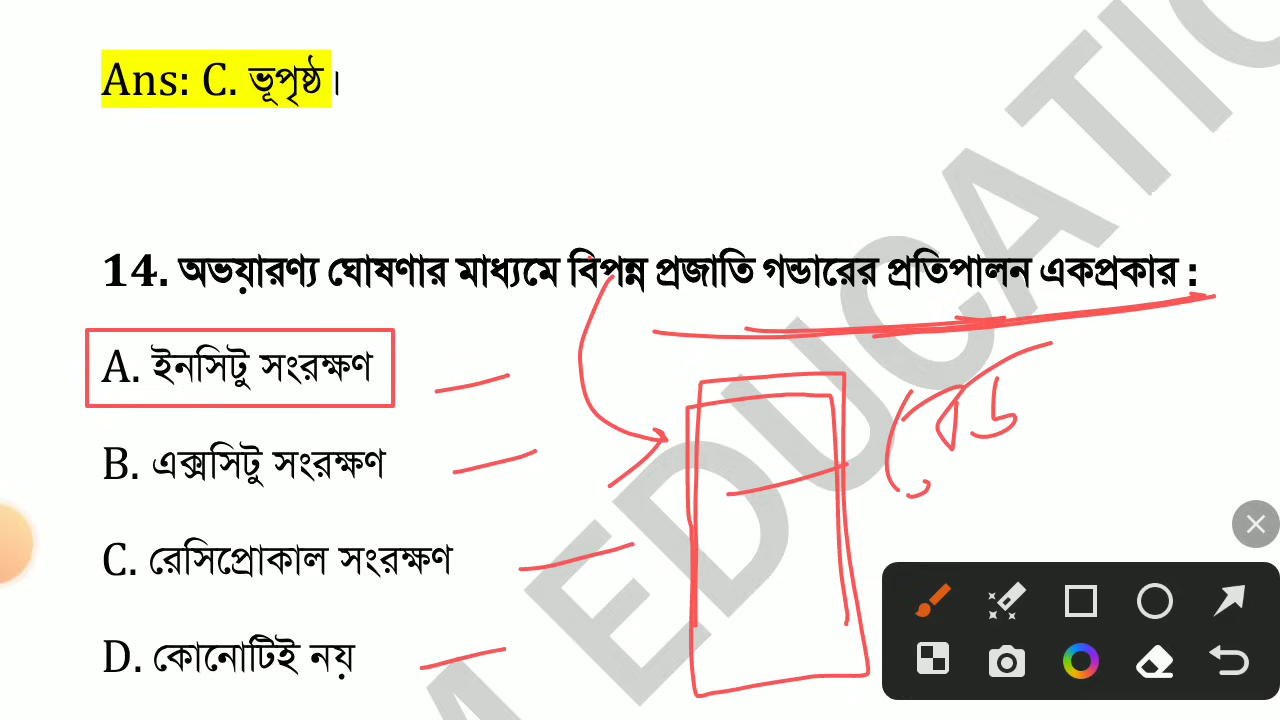 Ans: C. ভূপৃষ্ঠ।
14. অভয়ারণ্য ঘোষণার মাধ্যমে বিপন্ন প্রজাতি গন্ডারের প্রতিপালন একপ্রকার :
A. ইনসিটু সংরক্ষণ
B. এক্সসিটু সংরক্ষণ
C. রেসিপ্রোকাল সংরক্ষণ
D. কোনোটিই নয়
M EDUCATIO